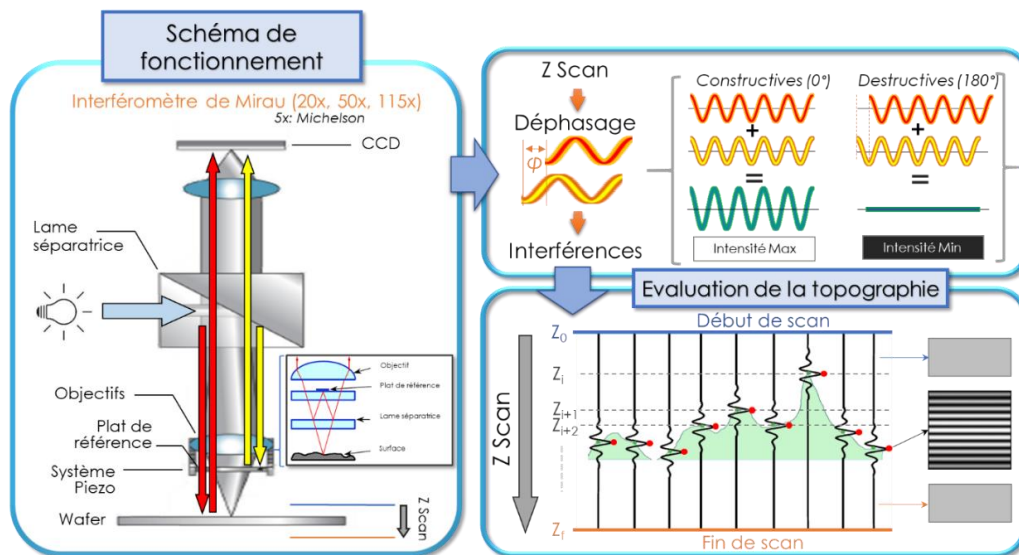 Schéma de
fonctionnement
Interféromètre de Mirau (20x, 50x, 115x)
5x: Michelson
CCD
Lame
séparatrice
Objectifs
Plat de
référence
Système
Piezo
Wafer
Z Scan
Objectif
Plat de référence
Lame séparatrice
Surface
Z Scan
Déphasage
φ
Interférences
Constructives (0°)
+
=
Intensité Max
Destructives (180°)
+
=
Intensité Min
Evaluation de la topographie
Début de scan
Z Scan
Z0
Zi
Zi+1
Zi+2
Zf
Fin de scan